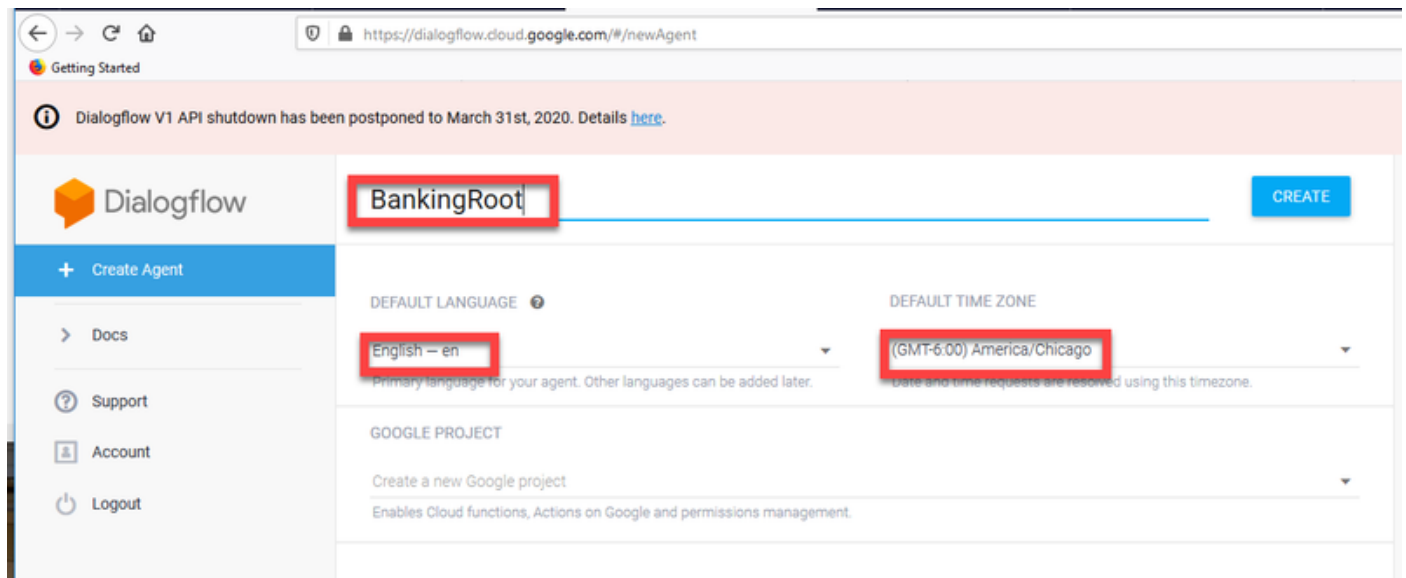 https://dialogflow.cloud.google.com/#/newAgent
Getting Started
Dialogflow V1 API shutdown has been postponed to March 31st, 2020. Details here.
Dialogflow
BankingRoot
CREATE
+ Create Agent
DEFAULT LANGUAGE
DEFAULT TIME ZONE
Docs
English – en
(GMT-6:00) America/Chicago
Primary language for your agent. Other languages can be added later.
Date and time requests are resolved using this timezone.
Support
GOOGLE PROJECT
Account
Create a new Google project
Logout
Enables Cloud functions, Actions on Google and permissions management.